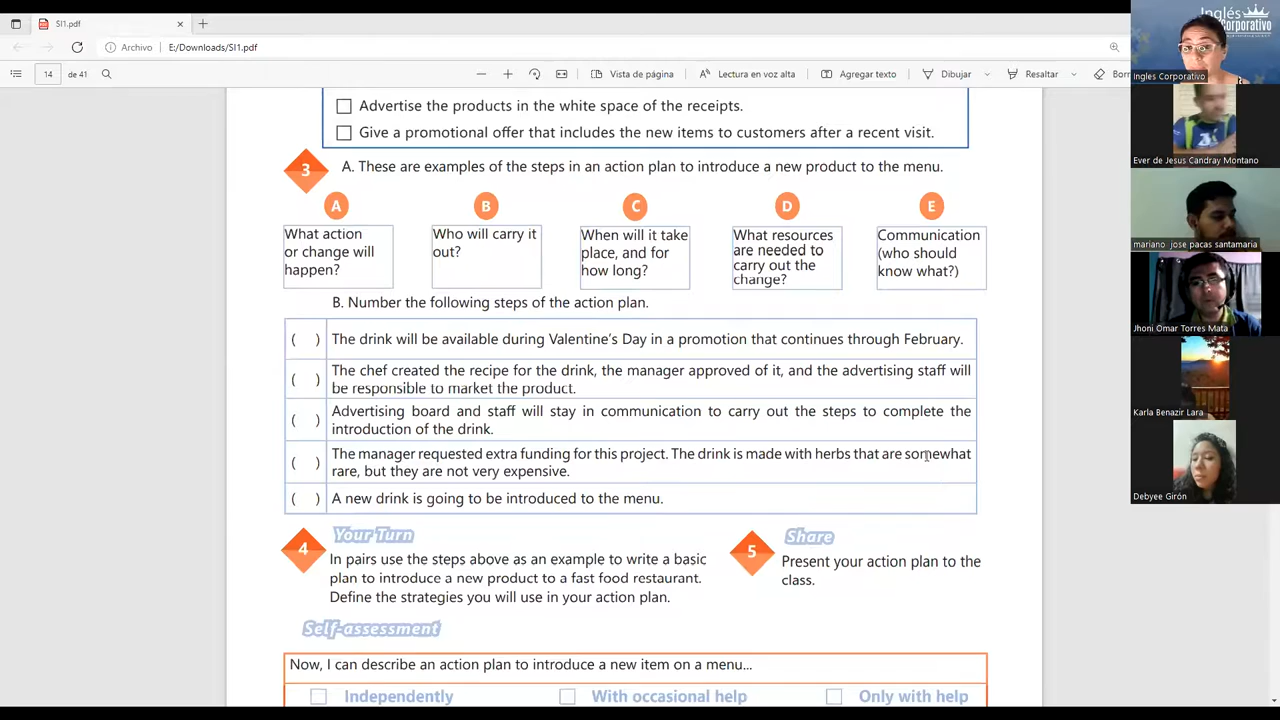 SI1.pdf
Archivo E:/Downloads/SI1.pdf
14 de 41
Vista de página
Lectura en voz alta
Agregar texto
Dibujar
Resaltar
Borr
Advertise the products in the white space of the receipts.
Give a promotional offer that includes the new items to customers after a recent visit.
3 A. These are examples of the steps in an action plan to introduce a new product to the menu.
A
What action
or change will
happen?
B
Who will carry it
out?
C
When will it take
place, and for
how long?
D
What resources
are needed to
carry out the
change?
E
Communication
(who should
know what?)
B. Number the following steps of the action plan.
( ) The drink will be available during Valentine's Day in a promotion that continues through February.
( ) The chef created the recipe for the drink, the manager approved of it, and the advertising staff will
be responsible to market the product.
( ) Advertising board and staff will stay in communication to carry out the steps to complete the
introduction of the drink.
( ) The manager requested extra funding for this project. The drink is made with herbs that are somewhat
rare, but they are not very expensive.
( ) A new drink is going to be introduced to the menu.
4 Your Turn
In pairs use the steps above as an example to write a basic
plan to introduce a new product to a fast food restaurant.
Define the strategies you will use in your action plan.
5 Share
Present your action plan to the
class.
Self-assessment
Now, I can describe an action plan to introduce a new item on a menu...
Independently
With occasional help
Only with help
Inglés
Corporativo
Ingles Corporativo
Ever de Jesus Candray Montano
mariano jose pacas santamaria
Jhoni Omar Torres Mata
Karla Benazir Lara
Debyee Girón